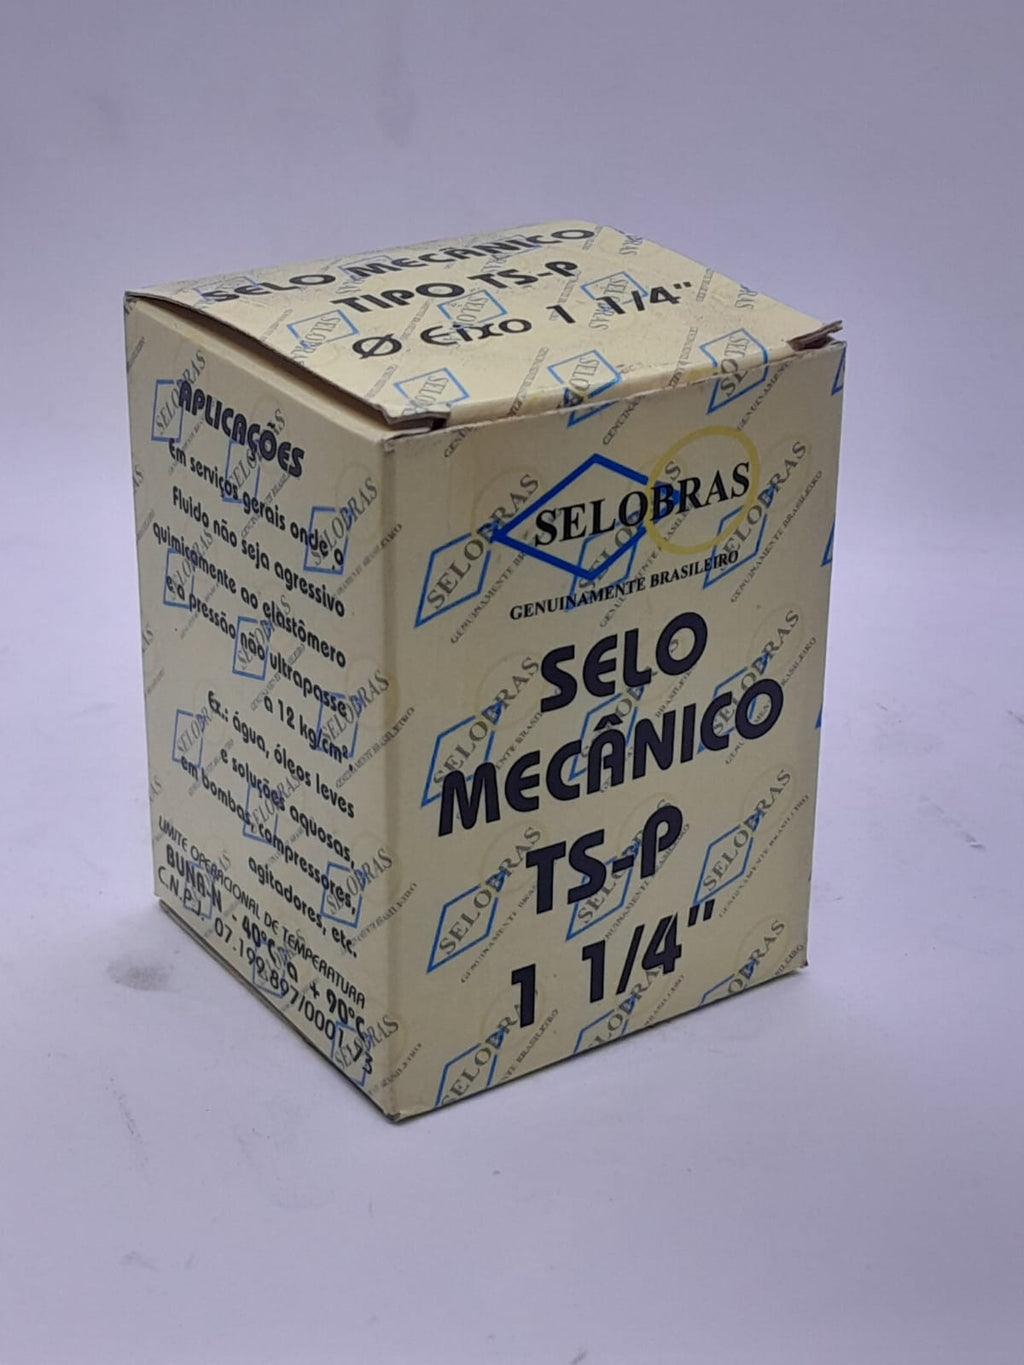 SELO MECÂNICO
TIPO TS-P
Ø Eixo 1 1/4"
APLICAÇÕES
Em serviços gerais onde o
Fluido não seja agressivo
quimicamente ao elastômero
e a pressão não ultrapasse
a 12 kg/cm²
Ex.: água, óleos leves
e soluções aquosas,
em bombas, compressores,
agitadores, etc.
LIMITE OPERACIONAL DE TEMPERATURA
BUNA-N - 40°C a + 90°C
C.N.P.J. 07.199.897/0001-73
SELOBRAS
GENUINAMENTE BRASILEIRO
SELO
MECÂNICO
TS-P
1 1/4"